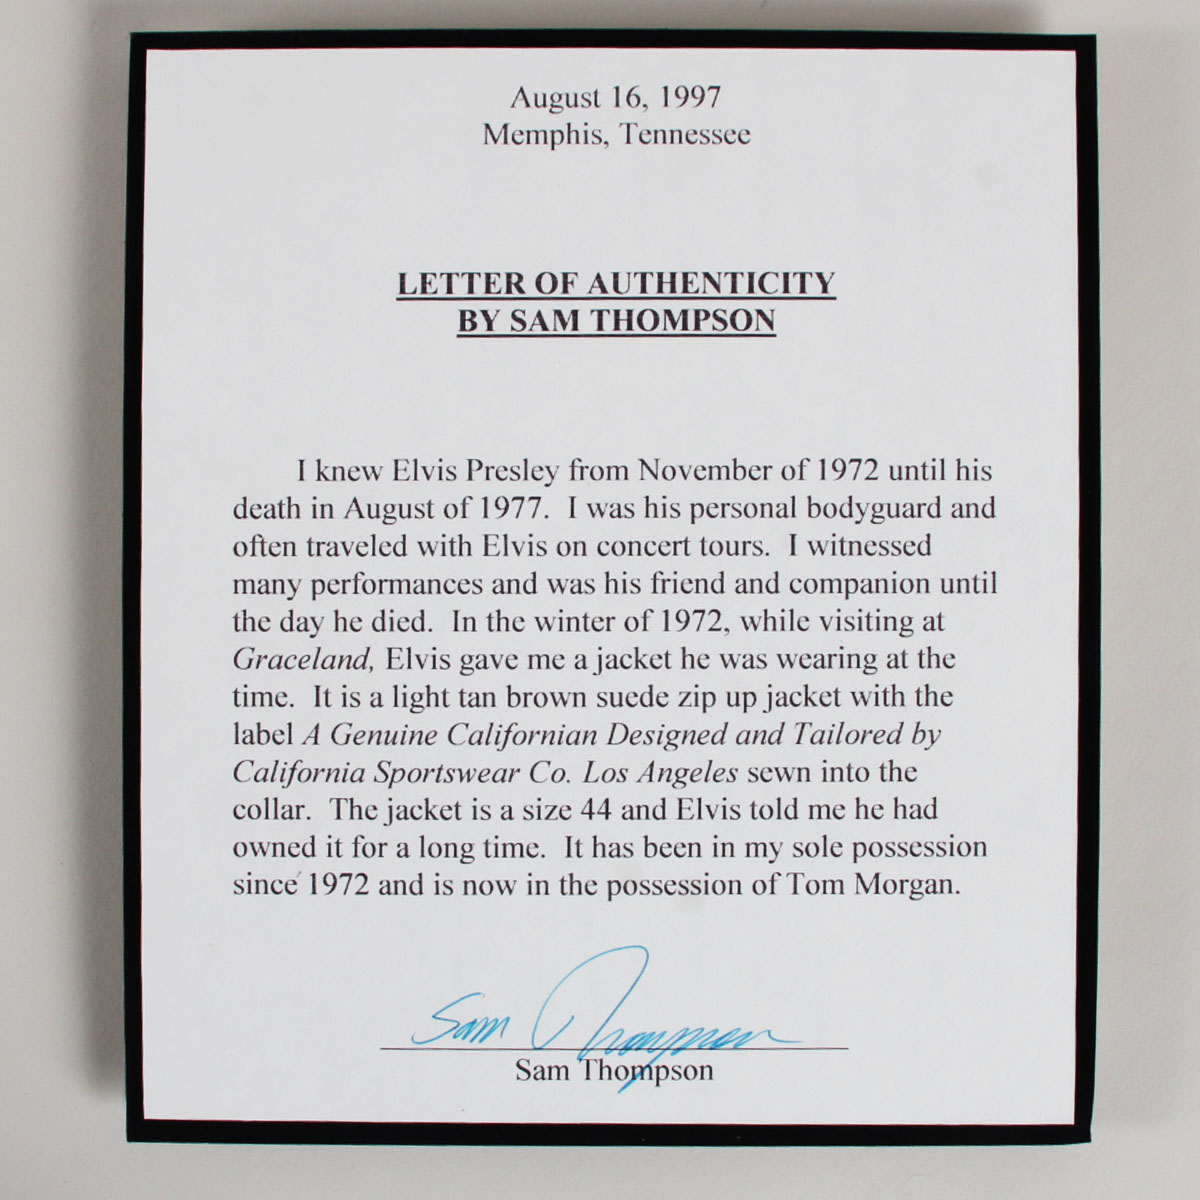 August 16, 1997
Memphis, Tennessee
LETTER OF AUTHENTICITY
BY SAM THOMPSON
I knew Elvis Presley from November of 1972 until his
death in August of 1977.  I was his personal bodyguard and
often traveled with Elvis on concert tours.  I witnessed
many performances and was his friend and companion until
the day he died.  In the winter of 1972, while visiting at
Graceland, Elvis gave me a jacket he was wearing at the
time.  It is a light tan brown suede zip up jacket with the
label A Genuine Californian Designed and Tailored by
California Sportswear Co. Los Angeles sewn into the
collar.  The jacket is a size 44 and Elvis told me he had
owned it for a long time.  It has been in my sole possession
since 1972 and is now in the possession of Tom Morgan.
Sam Thompson
Sam Thompson